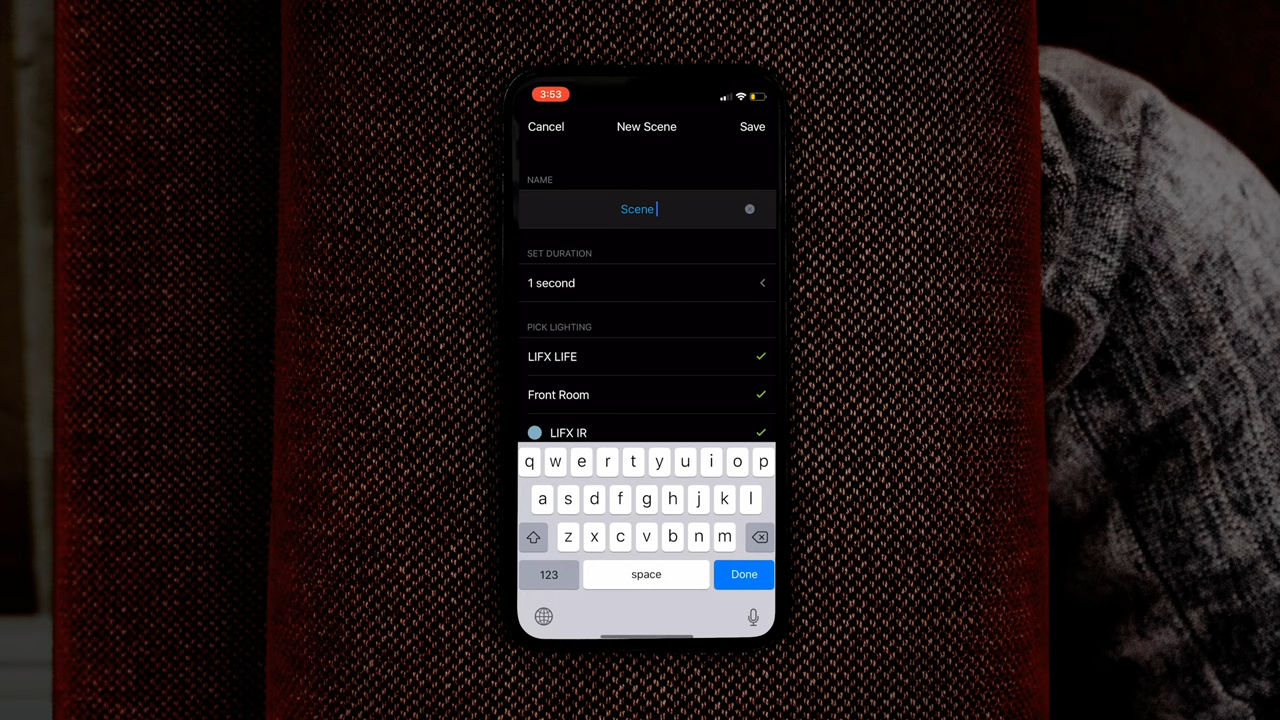 3:53
Cancel New Scene Save
NAME
Scene
SET DURATION
1 second
PICK LIGHTING
LIFX LIFE
Front Room
LIFX IR
q w e r t y u i o p
a s d f g h j k l
z x c v b n m
123 space Done